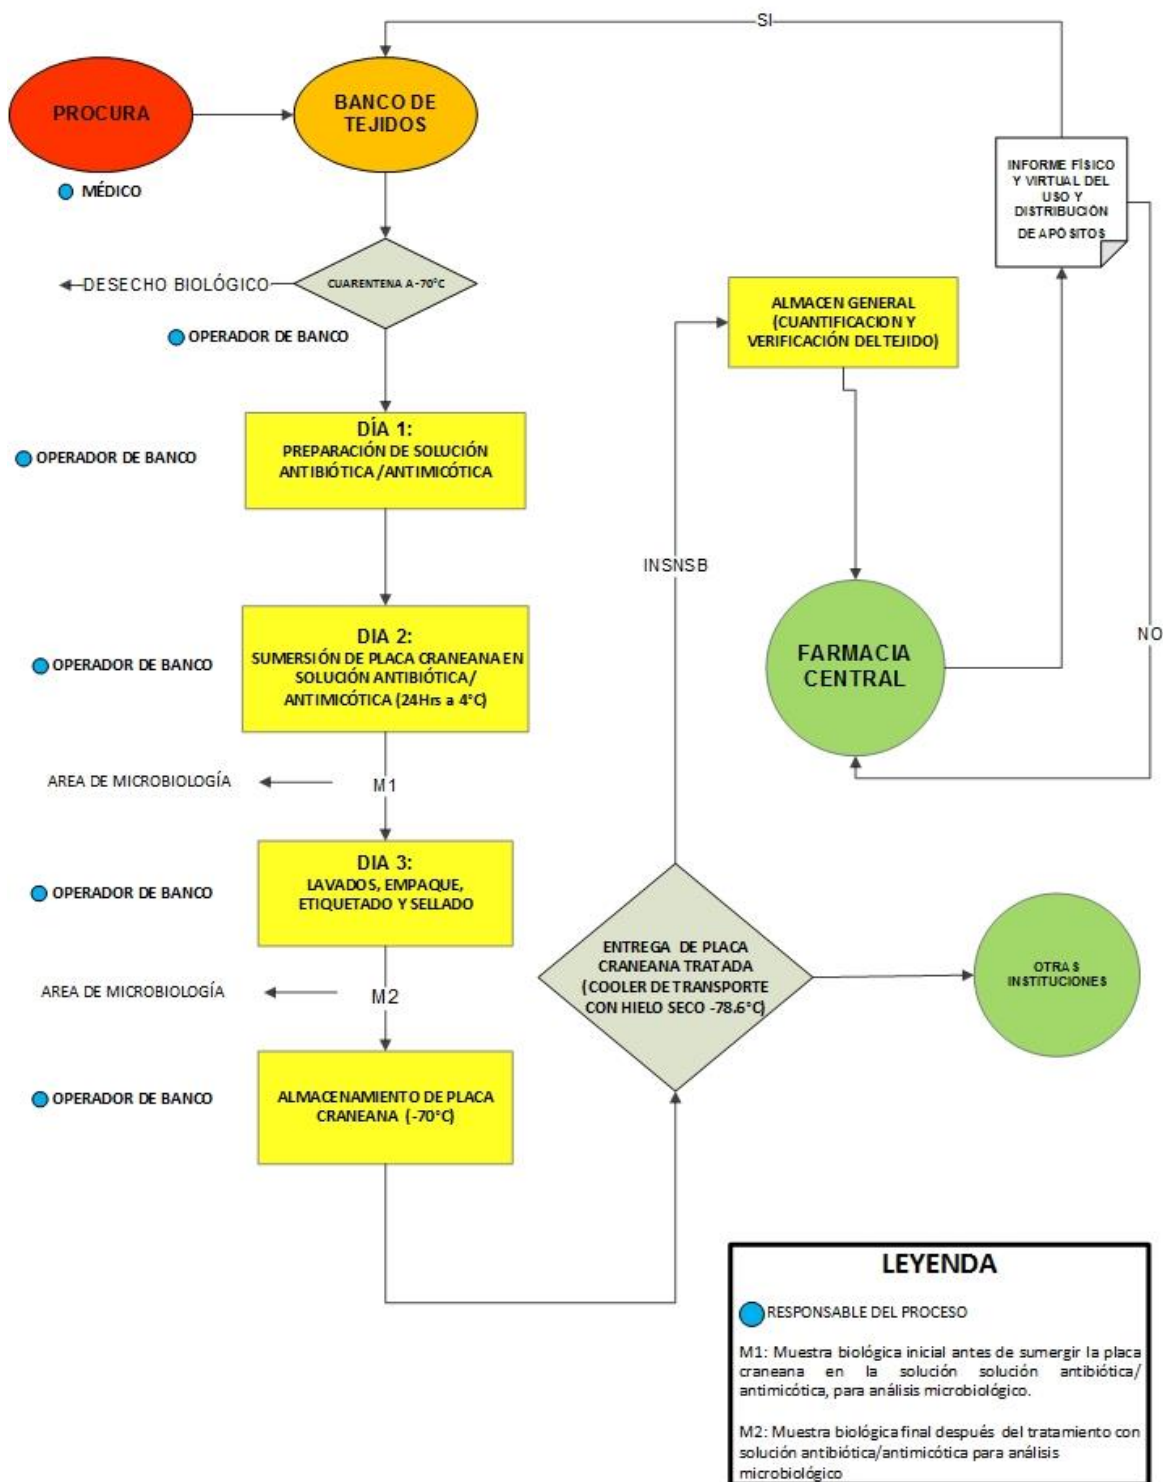 SI
PROCURA
BANCO DE
TEJIDOS
MÉDICO
INFORME FÍSICO
Y VIRTUAL DEL
USO Y
DISTRIBUCIÓN
DE APÓSITOS
DESECHO BIOLÓGICO
CUARENTENA A -70°C
OPERADOR DE BANCO
ALMACEN GENERAL
(CUANTIFICACION Y
VERIFICACIÓN DEL TEJIDO)
DÍA 1:
PREPARACIÓN DE SOLUCIÓN
ANTIBIÓTICA /ANTIMICÓTICA
OPERADOR DE BANCO
INSNSB
DIA 2:
SUMERSIÓN DE PLACA CRANEANA EN
SOLUCIÓN ANTIBIÓTICA/
ANTIMICÓTICA (24Hrs a 4°C)
OPERADOR DE BANCO
FARMACIA
CENTRAL
NO
AREA DE MICROBIOLOGÍA
M1
DIA 3:
LAVADOS, EMPAQUE,
ETIQUETADO Y SELLADO
OPERADOR DE BANCO
AREA DE MICROBIOLOGÍA
M2
ENTREGA DE PLACA
CRANEANA TRATADA
(COOLER DE TRANSPORTE
CON HIELO SECO -78.6°C)
OTRAS
INSTITUCIONES
ALMACENAMIENTO DE PLACA
CRANEANA (-70°C)
OPERADOR DE BANCO
LEYENDA
RESPONSABLE DEL PROCESO
M1: Muestra biológica inicial antes de sumergir la placa
craneana en la solución solución antibiótica/
antimicótica, para análisis microbiológico.
M2: Muestra biológica final después del tratamiento con
solución antibiótica/antimicótica para análisis
microbiológico